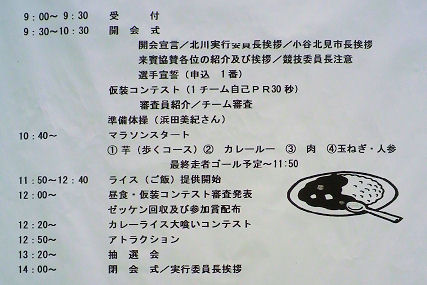 9：00～ 9：30　受　　付
9：30～10：30　開　会　式
開会宣言／北川実行委員長挨拶／小谷北見市長挨拶
来賓協賛各位の紹介及び挨拶／競技委員長注意
選手宣誓（申込　1番）
仮装コンテスト（1チーム自己PR30秒）
審査員紹介／チーム審査
準備体操（浜田美紀さん）
10：40～　マラソンスタート
① 芋（歩くコース）②　カレールー　③　肉　④玉ねぎ・人参
最終走者ゴール予定～11:50
11：50～12：40　ライス（ご飯）提供開始
12：00～　昼食・仮装コンテスト審査発表
ゼッケン回収及び参加賞配布
12：20～　カレーライス大喰いコンテスト
12：50～　アトラクション
13：20～　抽　選　会
14：00～　閉　会　式／実行委員長挨拶